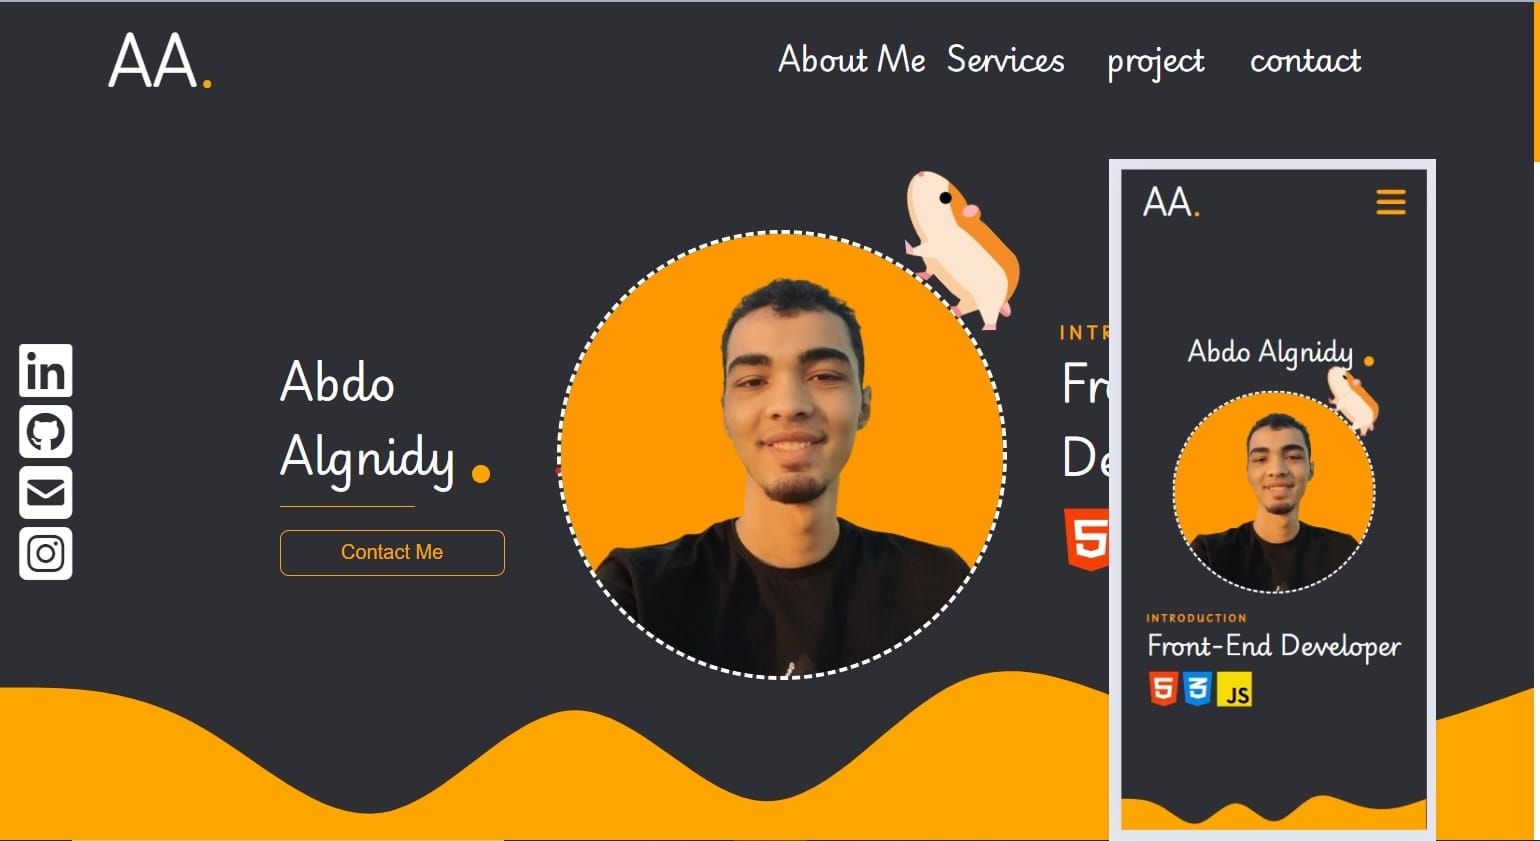 AA.
About Me Services project contact
in
Abdo
Algnidy
Contact Me
INTR
Fr
De
5
AA.
Abdo Algnidy
INTRODUCTION
Front-End Developer
5 3 JS